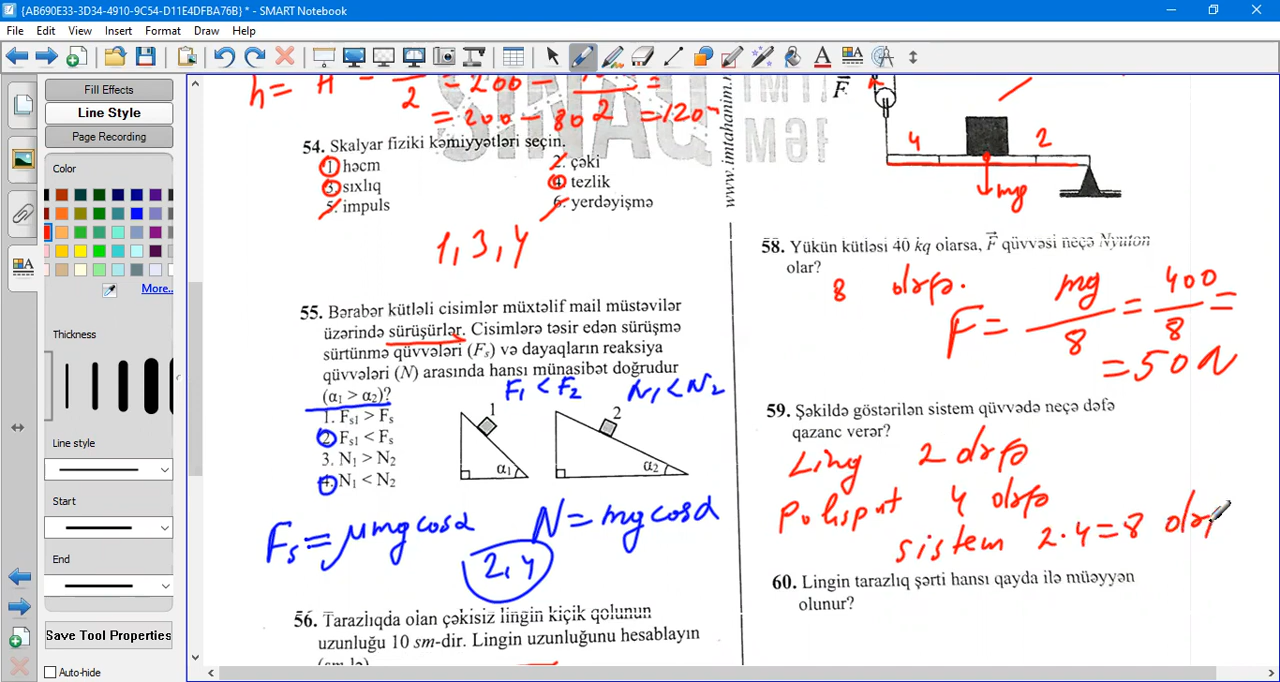 {AB690E33-3D34-4910-9C54-D11E4DFBA76B}* - SMART Notebook
File Edit View Insert Format Draw Help
Fill Effects
Line Style
Page Recording
Color
More...
Thickness
Line style
Start
End
Save Tool Properties
Auto-hide
= 200 - 802 = 120
54. Skalyar fiziki kəmiyyətləri seçin.
1. həcm
2. çəki
3. sıxlıq
4. tezlik
5. impuls
6. yerdəyişmə
1, 3, 4
55. Bərabər kütləli cisimlər müxtəlif mail müstəvilər
üzərində sürüşürlər. Cisimlərə təsir edən sürüşmə
sürtünmə qüvvələri (Fs) və dayaqların reaksiya
qüvvələri (N) arasında hansı münasibət doğrudur
(α1 > α2)?
F1 < F2 N1 < N2
1. Fs1 > Fs
2. Fs1 < Fs
3. N1 > N2
4. N1 < N2
1
α1
2
α2
Fs = μmgcosα N = mgcosα
2, 4
56. Tarazlıqda olan çəkisiz lingin kiçik qolunun
uzunluğu 10 sm-dir. Lingin uzunluğunu hesablayın
www.imtahanim.
F
4 2
mg
58. Yükün kütləsi 40 kq olarsa, F qüvvəsi neçə Nyuton
olar?
8 dəfə.
F = mg/8 = 400/8 =
= 50 N
59. Şəkildə göstərilən sistem qüvvədə neçə dəfə
qazanc verər?
Ling 2 dəfə
Polispat 4 dəfə
sistem 2·4=8
60. Lingin tarazlıq şərti hansı qayda ilə müəyyən
olunur?